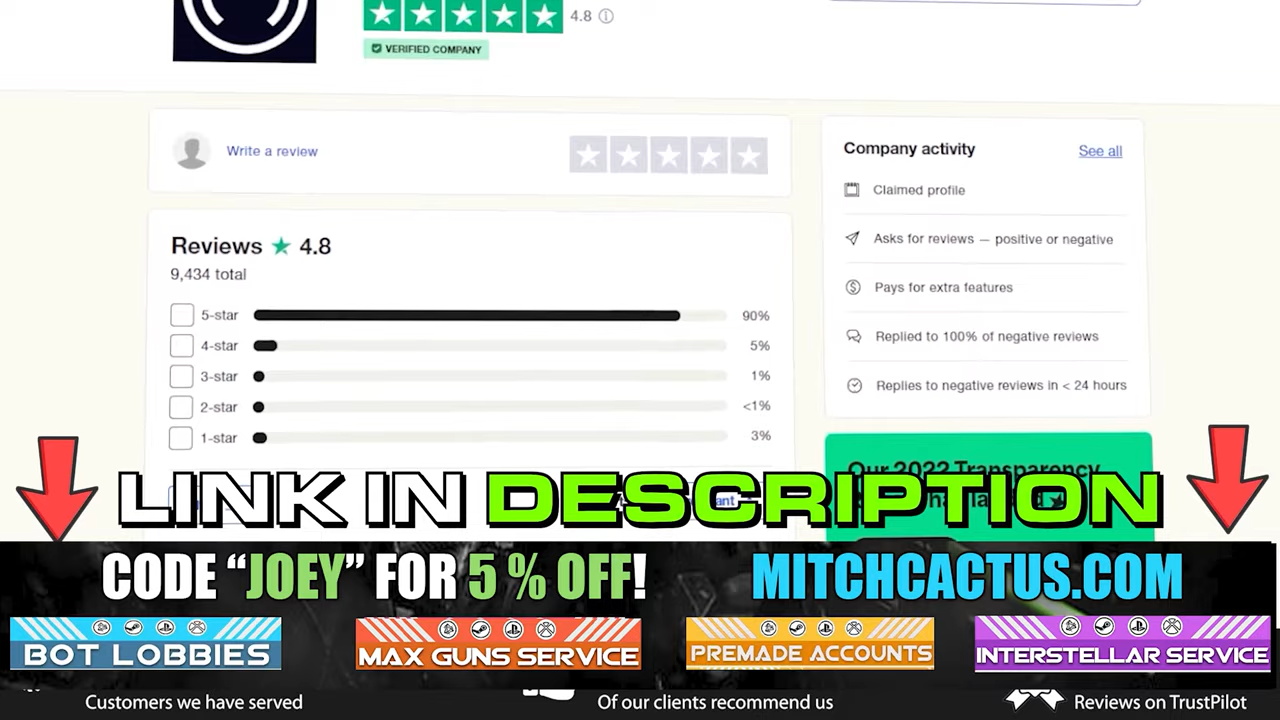 4.8
VERIFIED COMPANY
Write a review
Company activity
See all
Claimed profile
Asks for reviews — positive or negative
Pays for extra features
Replied to 100% of negative reviews
Replies to negative reviews in < 24 hours
Reviews ★ 4.8
9,434 total
5-star 90%
4-star 5%
3-star 1%
2-star <1%
1-star 3%
Our 2022 Transparency
LINK IN DESCRIPTION
CODE “JOEY” FOR 5 % OFF!
MITCHCACTUS.COM
BOT LOBBIES
MAX GUNS SERVICE
PREMADE ACCOUNTS
INTERSTELLAR SERVICE
Customers we have served
Of our clients recommend us
Reviews on TrustPilot